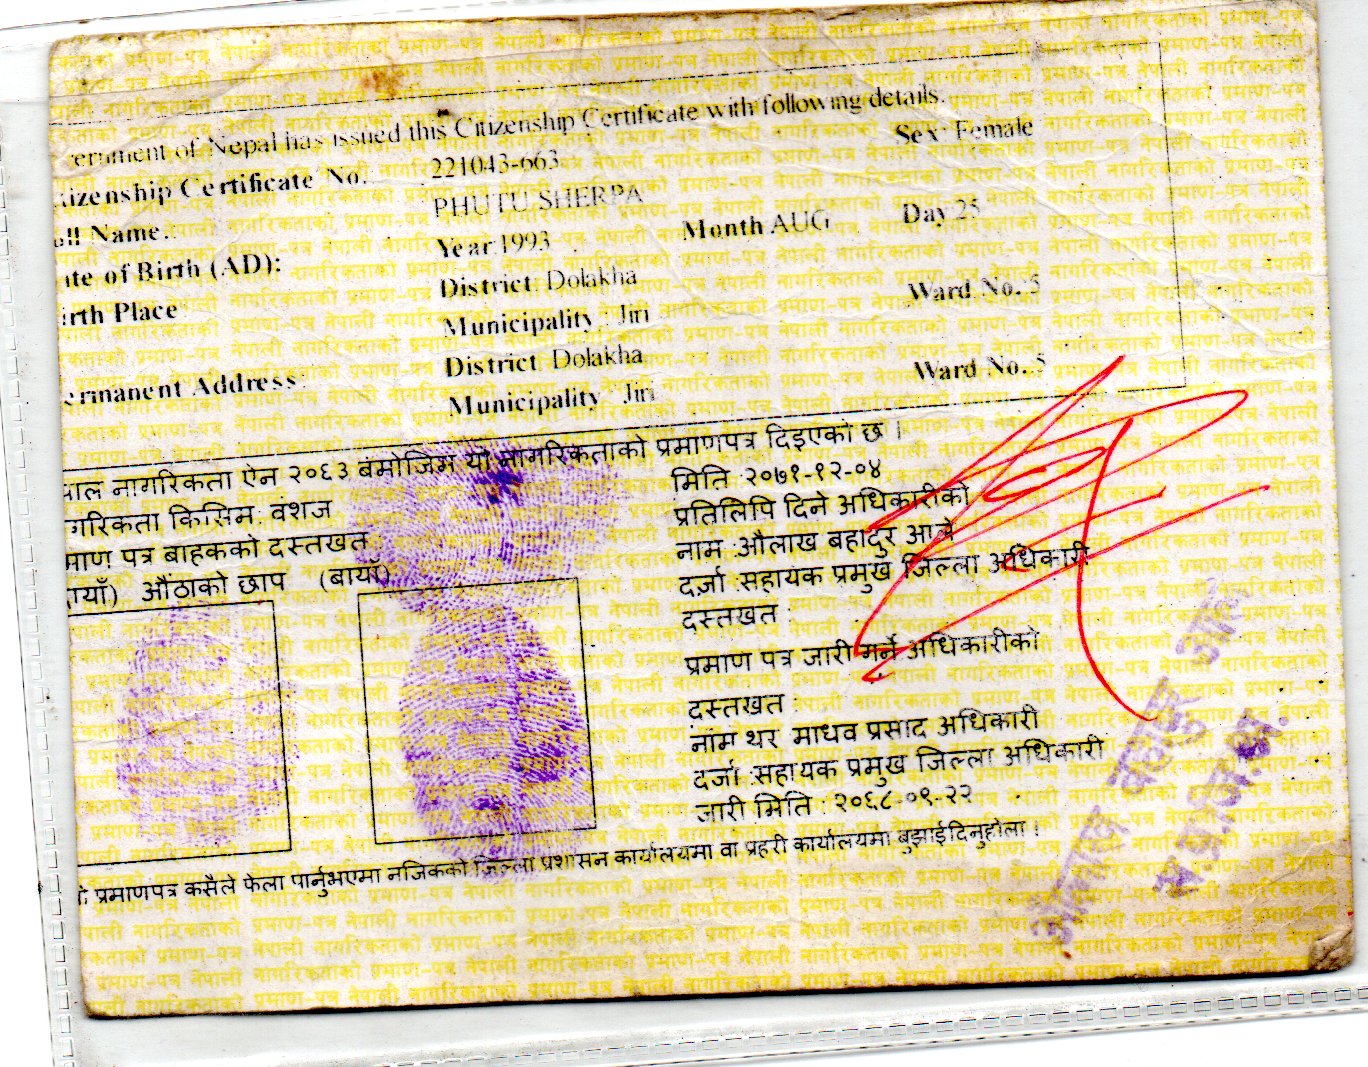 ernment of Nepal has issued this Citizenship Certificate with following details.
izenship Certificate No. 221043-663 Sex: Female
ull Name: PHUTU SHERPA
ate of Birth (AD): Year 1993 Month AUG Day 25
irth Place District Dolakha
Municipality Jiri Ward No. 5
ermanent Address District Dolakha
Municipality Jiri Ward No. 5
पाल नागरिकता ऐन २०६३ बमोजिम यो नागरिकताको प्रमाणपत्र दिइएको छ ।
गरिकता किसिम: वंशज
माण पत्र बाहकको दस्तखत
ायाँ) औंठाको छाप (बायाँ)
मिति :२०७१-१२-०४
प्रतिलिपि दिने अधिकारीको
नाम :औलाख बहादुर
दर्जा :सहायक प्रमुख जिल्ला अधिकारी
दस्तखत
प्रमाण पत्र जारी गर्ने अधिकारीको
दस्तखत :
नाम थर माधव प्रसाद अधिकारी
दर्जा :सहायक प्रमुख जिल्ला अधिकारी
जारी मिति : २०६८-०९-२२
प्रमाणपत्र कसैले फेला पार्नुभएमा नजिकको जिल्ला प्रशासन कार्यालयमा वा प्रहरी कार्यालयमा बुझाईदिनुहोला ।
औलाख बहादुर
स.प्र.जि.अ.